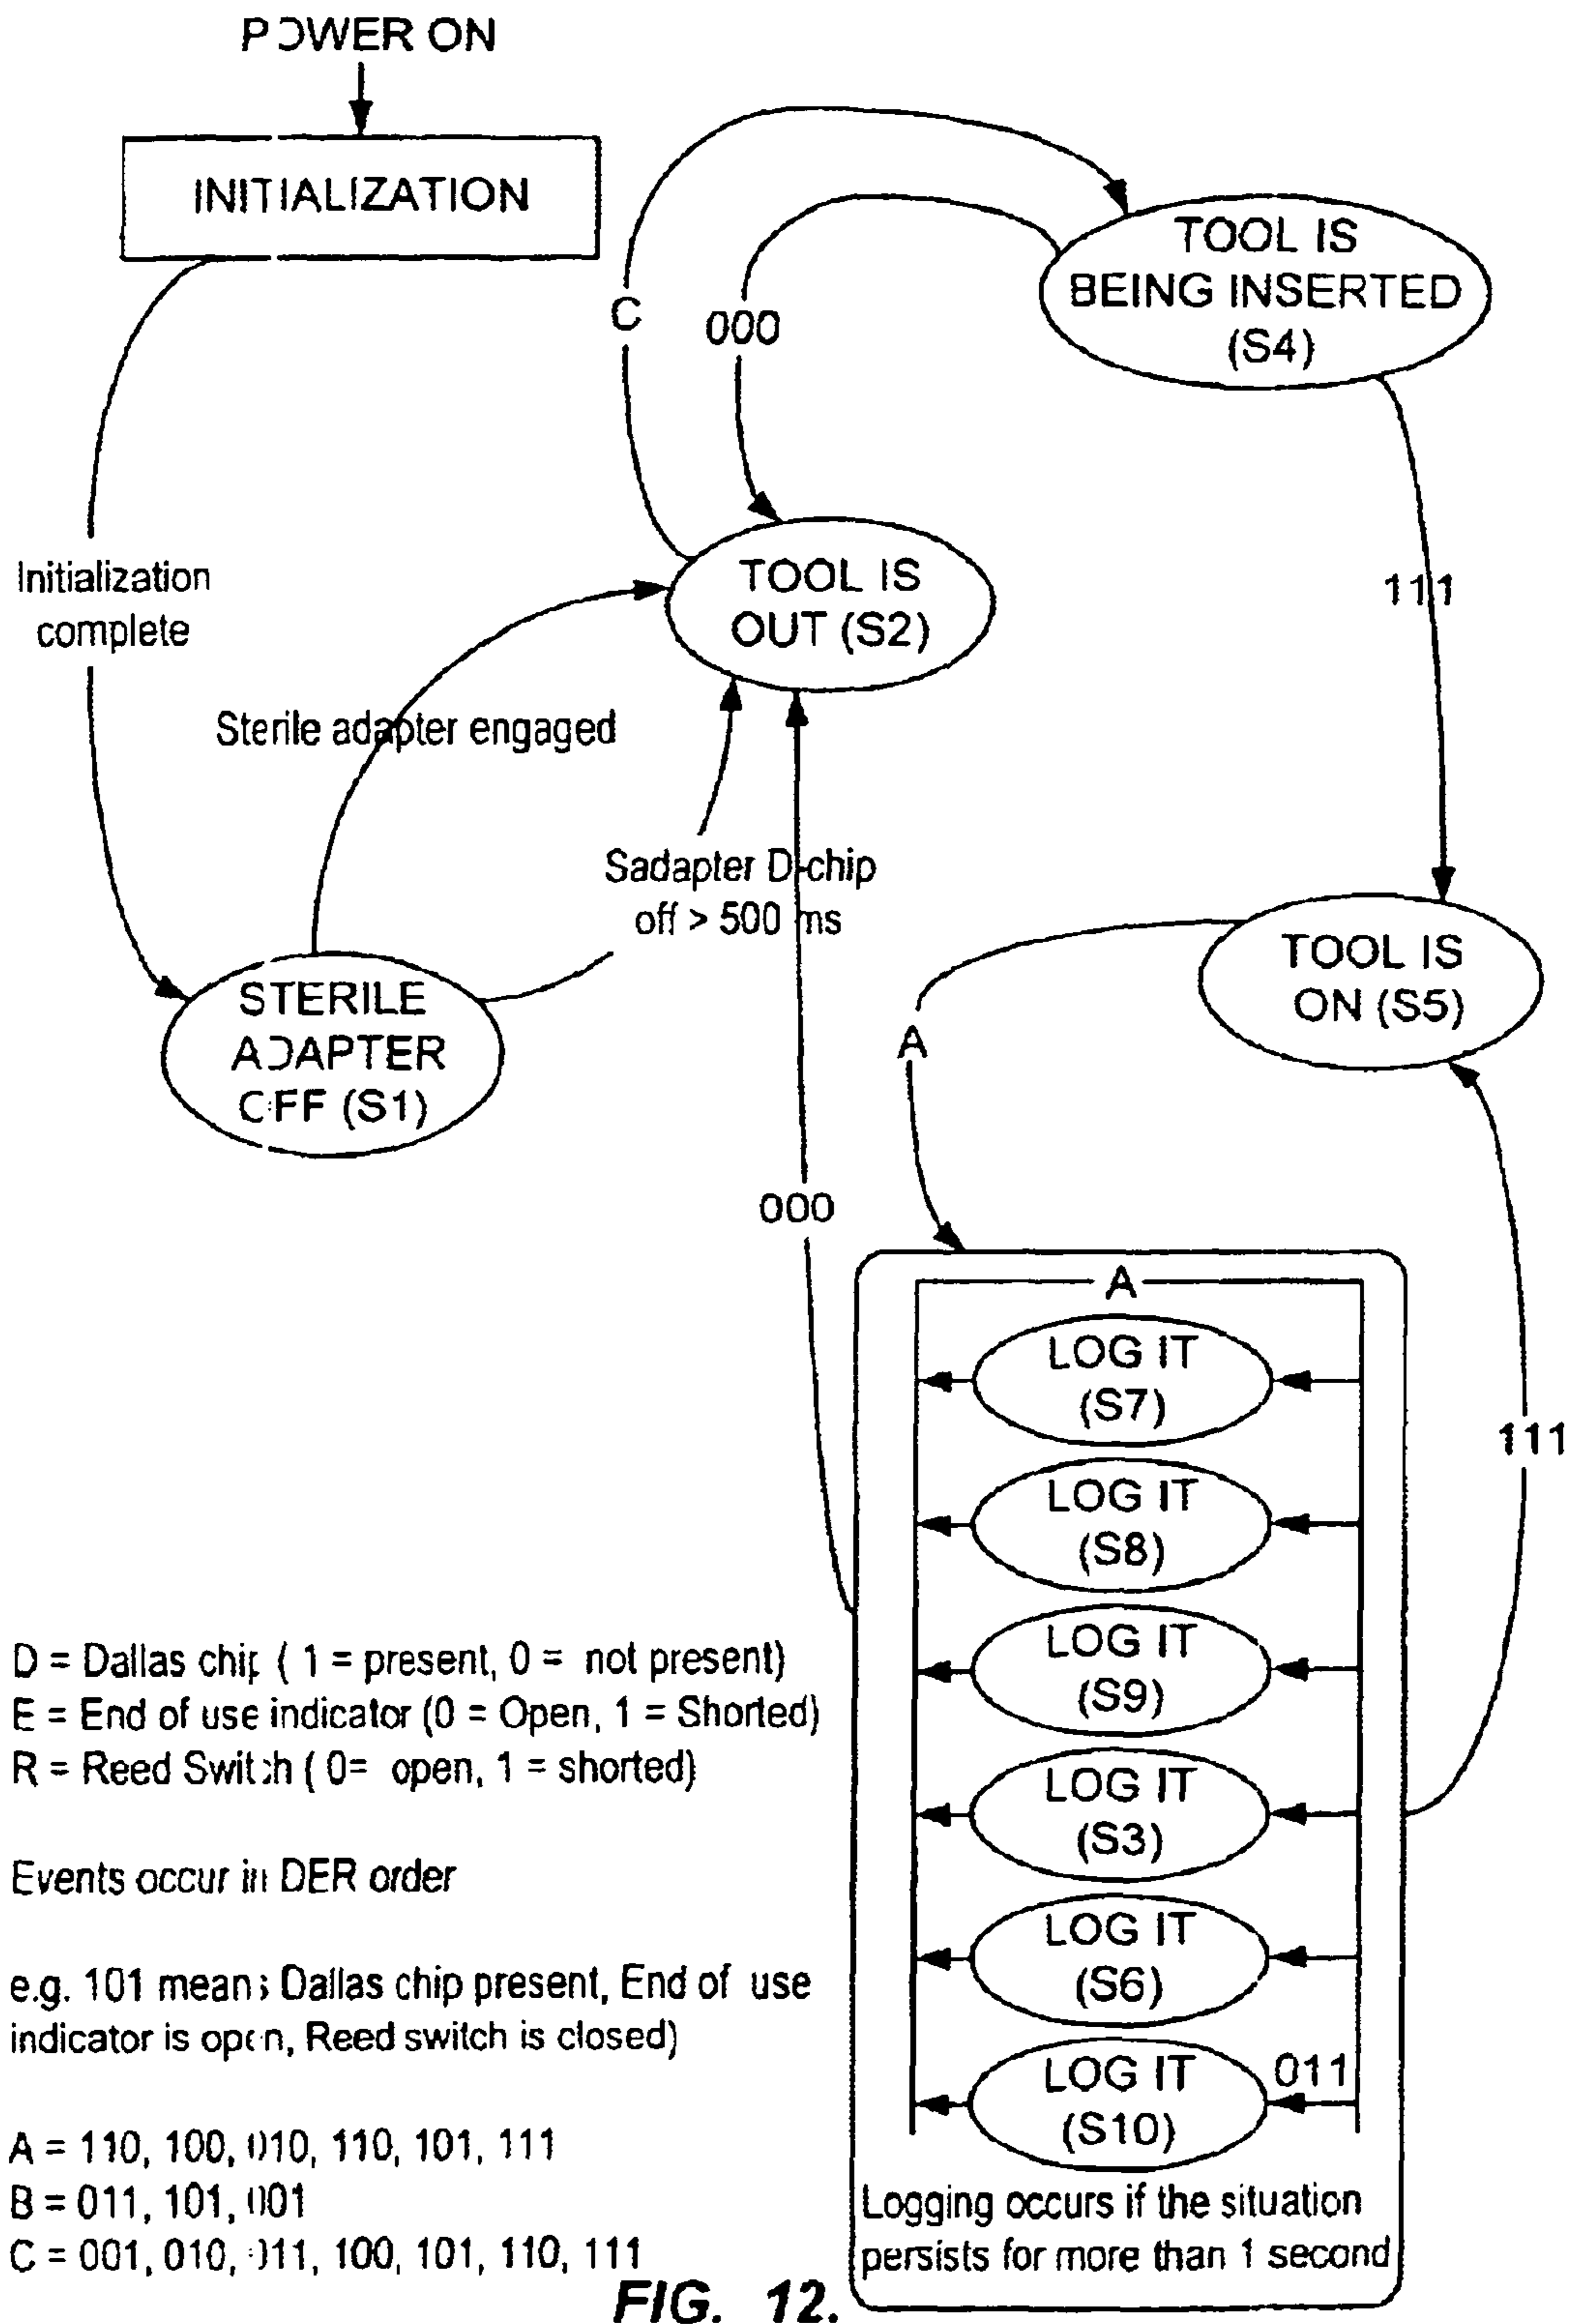 POWER ON
INITIALIZATION
TOOL IS
BEING INSERTED
(S4)
C
000
Initialization
complete
TOOL IS
OUT (S2)
111
Sterile adapter engaged
Sadapter D-chip
off > 500 ms
TOOL IS
ON (S5)
STERILE
ADAPTER
OFF (S1)
A
000
A
LOG IT
(S7)
LOG IT
(S8)
111
LOG IT
(S9)
LOG IT
(S3)
LOG IT
(S6)
LOG IT
(S10)
011
Logging occurs if the situation
persists for more than 1 second
D = Dallas chip ( 1 = present, 0 = not present)
E = End of use indicator (0 = Open, 1 = Shorted)
R = Reed Switch ( 0= open, 1 = shorted)
Events occur in DER order
e.g. 101 means Dallas chip present, End of use
indicator is open, Reed switch is closed)
A = 110, 100, 010, 110, 101, 111
B = 011, 101, 001
C = 001, 010, 011, 100, 101, 110, 111
FIG. 12.